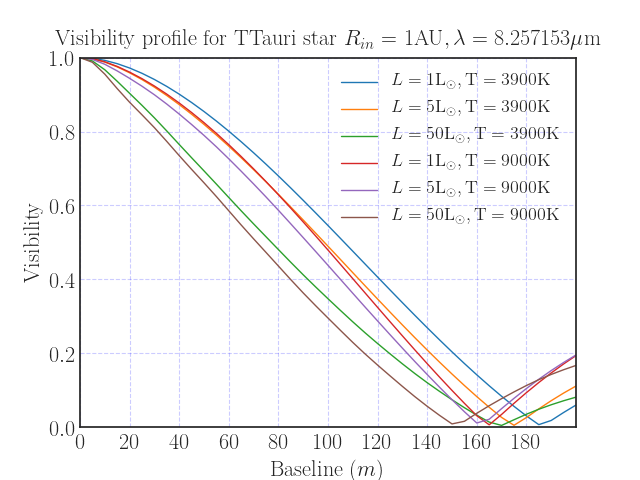 Visibility profile for TTauri star $R_{in}$ = 1AU, λ = 8.257153μm
1.0
0.8
0.6
0.4
0.2
0.0
Visibility
L = 1L⊙, T = 3900K
L = 5L⊙, T = 3900K
L = 50L⊙, T = 3900K
L = 1L⊙, T = 9000K
L = 5L⊙, T = 9000K
L = 50L⊙, T = 9000K
0 20 40 60 80 100 120 140 160 180
Baseline (m)